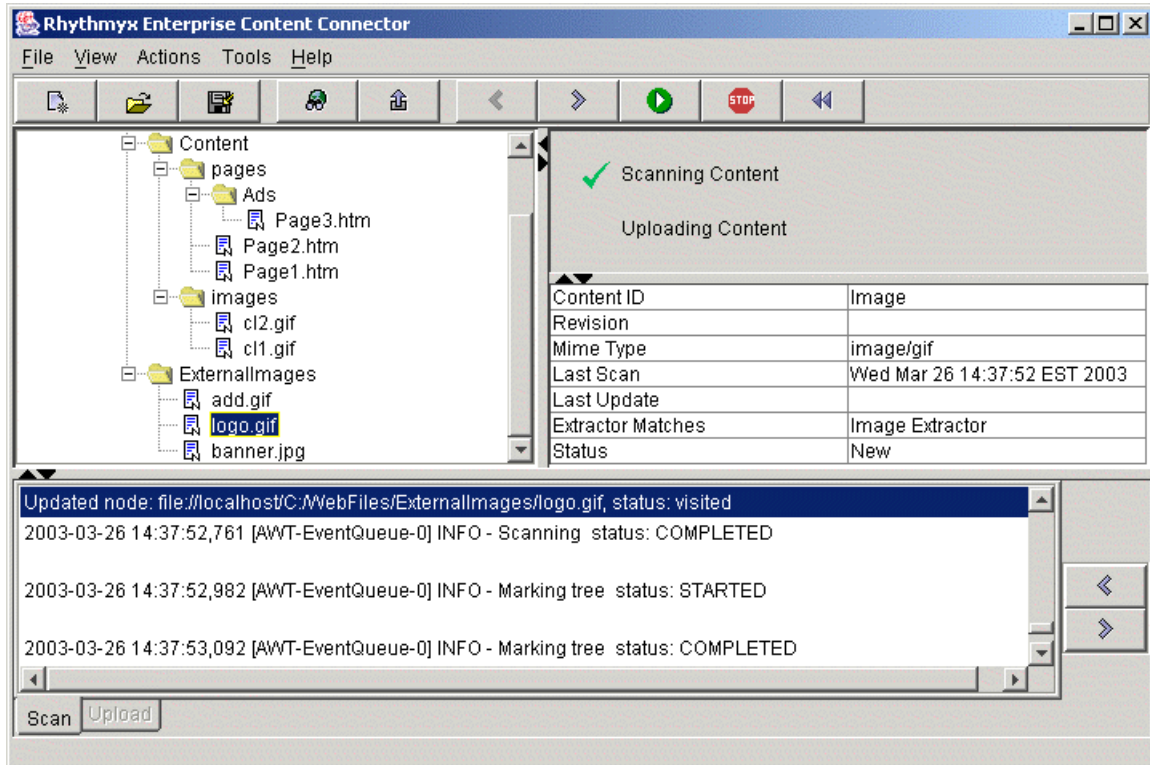 Rhythmyx Enterprise Content Connector
File View Actions Tools Help
STOP
Content
pages
Ads
Page3.htm
Page2.htm
Page1.htm
images
cl2.gif
cl1.gif
ExternalImages
add.gif
logo.gif
banner.jpg
Scanning Content
Uploading Content
Content ID Image
Revision
Mime Type image/gif
Last Scan Wed Mar 26 14:37:52 EST 2003
Last Update
Extractor Matches Image Extractor
Status New
Updated node: file://localhost/C:/WebFiles/ExternalImages/logo.gif, status: visited
2003-03-26 14:37:52,761 [AWT-EventQueue-0] INFO - Scanning status: COMPLETED
2003-03-26 14:37:52,982 [AWT-EventQueue-0] INFO - Marking tree status: STARTED
2003-03-26 14:37:53,092 [AWT-EventQueue-0] INFO - Marking tree status: COMPLETED
Scan Upload